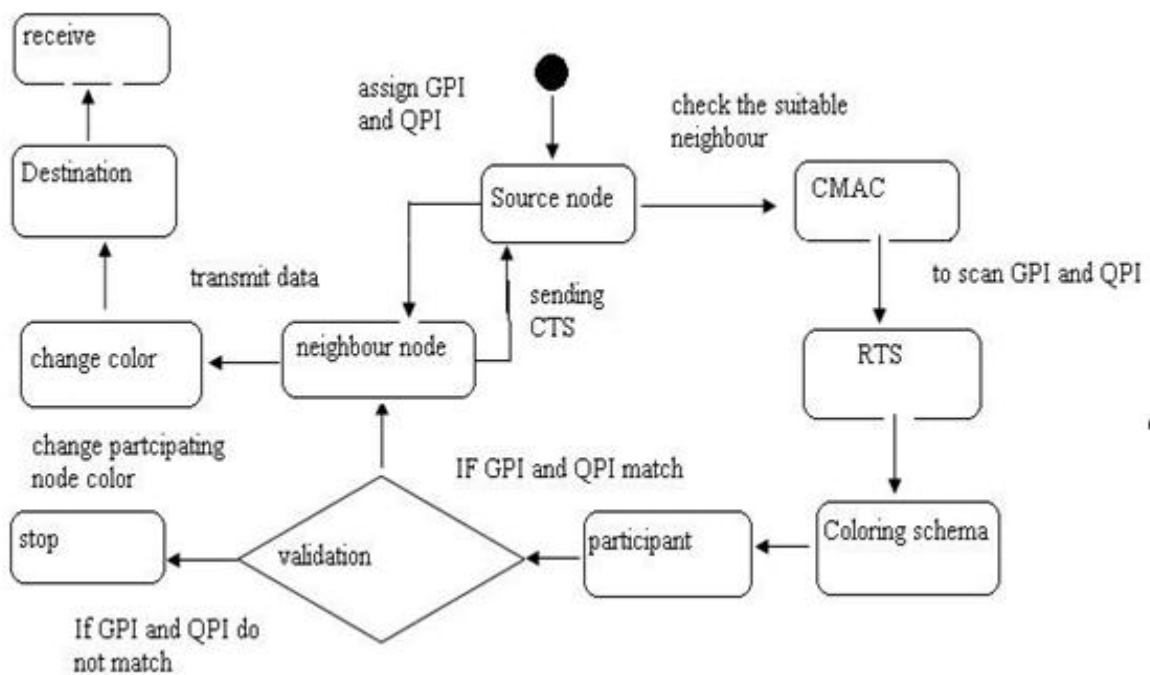 receive
assign GPI
and QPI
check the suitable
neighbour
Destination
Source node
CMAC
transmit data
sending
CTS
to scan GPI and QPI
change color
neighbour node
RTS
change partcipating
node color
IF GPI and QPI match
stop
validation
participant
Coloring schema
If GPI and QPI do
not match